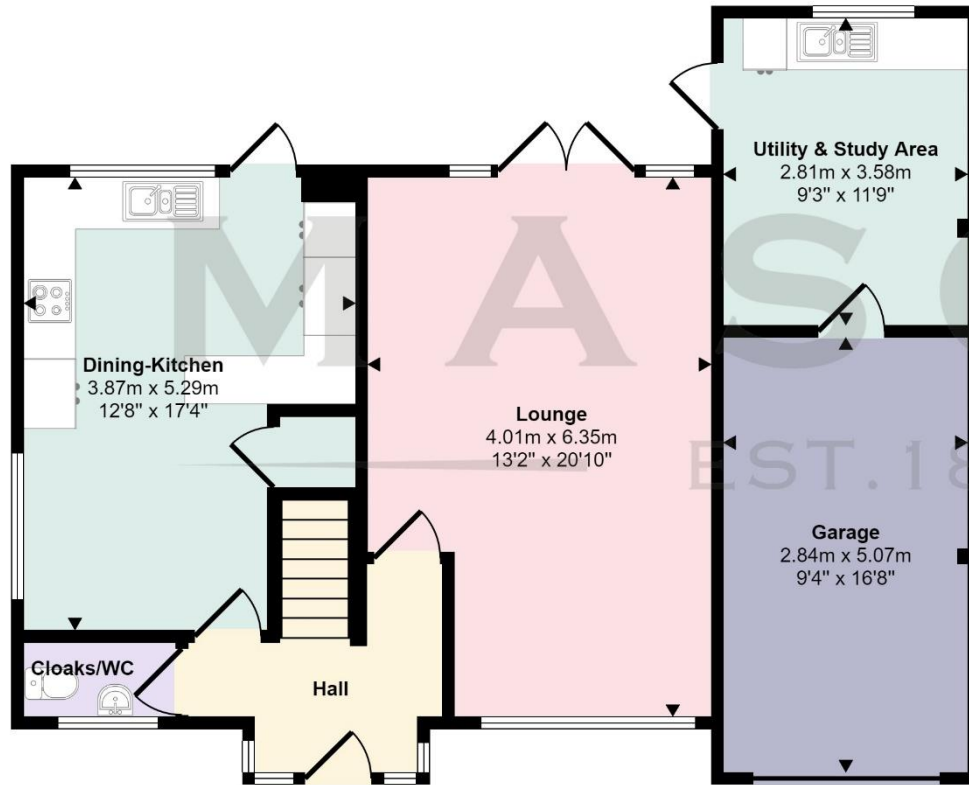 Utility & Study Area
2.81m x 3.58m
9'3" x 11'9"
Dining-Kitchen
3.87m x 5.29m
12'8" x 17'4"
Lounge
4.01m x 6.35m
13'2" x 20'10"
Garage
2.84m x 5.07m
9'4" x 16'8"
Cloaks/WC
Hall
MAS
EST. 18